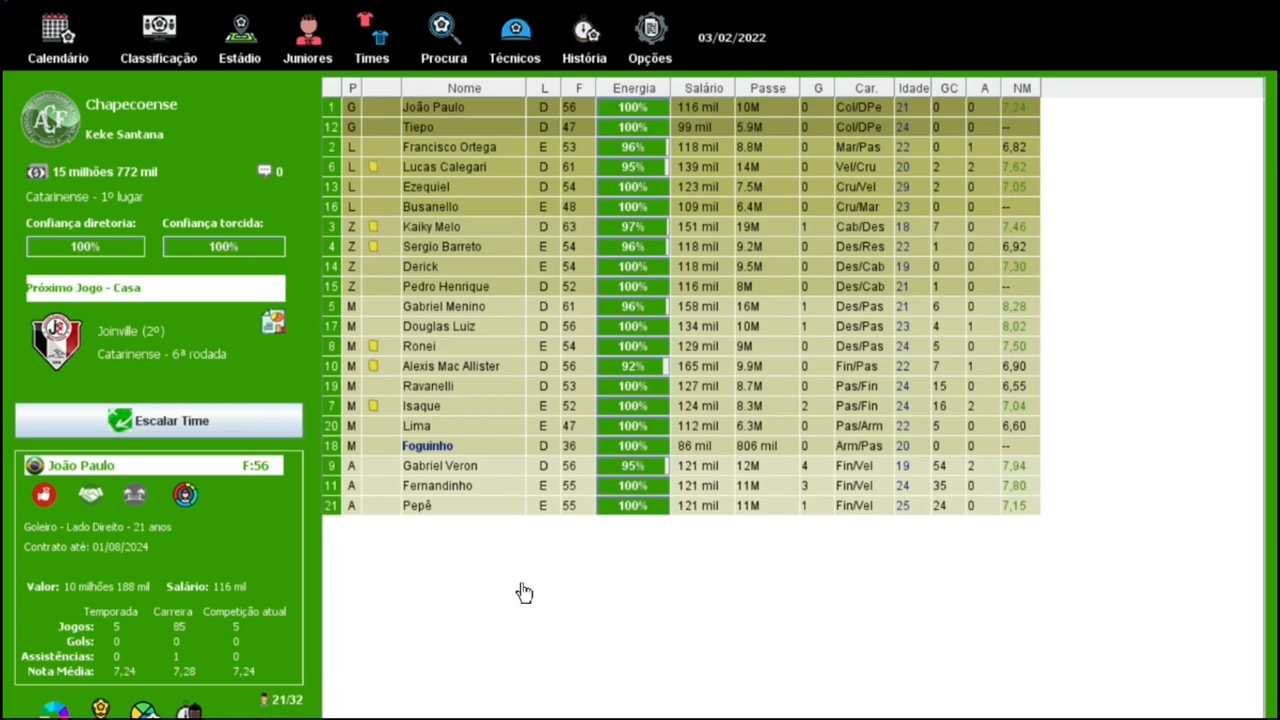 Calendário Classificação Estádio Juniores Times Procura Técnicos História Opções 03/02/2022
Chapecoense
Keke Santana
15 milhões 772 mil 0
Catarinense - 1º lugar
Confiança diretoria: Confiança torcida:
100% 100%
Próximo Jogo - Casa
Joinville (2º)
Catarinense - 6ª rodada
Escalar Time
João Paulo F:56
Goleiro - Lado Direito - 21 anos
Contrato até: 01/08/2024
Valor: 10 milhões 188 mil Salário: 116 mil
Temporada Carreira Competição atual
Jogos: 5 85 5
Gols: 0 0 0
Assistências: 0 1 0
Nota Média: 7,24 7,28 7,24
21/32
P Nome L F Energia Salário Passe G Car. Idade GC A NM
1 G João Paulo D 56 100% 116 mil 10M 0 Col/DPe 21 0 0 7,24
12 G Tiepo D 47 100% 99 mil 5.9M 0 Col/DPe 24 0 0 --
2 L Francisco Ortega E 53 96% 118 mil 8.8M 0 Mar/Pas 22 0 1 6,82
6 L Lucas Calegari D 61 95% 139 mil 14M 0 Vel/Cru 20 2 2 7,62
13 L Ezequiel D 54 100% 123 mil 7.5M 0 Cru/Vel 29 2 0 7,05
16 L Busanello E 48 100% 109 mil 6.4M 0 Cru/Mar 23 0 0 --
3 Z Kaiky Melo D 63 97% 151 mil 19M 1 Cab/Des 18 7 0 7,46
4 Z Sergio Barreto E 54 96% 118 mil 9.2M 0 Des/Res 22 1 0 6,92
14 Z Derick E 54 100% 118 mil 9.5M 0 Des/Cab 19 0 0 7,30
15 Z Pedro Henrique D 52 100% 116 mil 8M 0 Des/Cab 21 1 0 --
5 M Gabriel Menino D 61 96% 158 mil 16M 1 Des/Pas 21 6 0 8,28
17 M Douglas Luiz D 56 100% 134 mil 10M 1 Des/Pas 23 4 1 8,02
8 M Ronei E 54 100% 129 mil 9M 0 Des/Pas 24 5 0 7,50
10 M Alexis Mac Allister D 56 92% 165 mil 9.9M 0 Fin/Pas 22 7 1 6,90
19 M Ravanelli D 53 100% 127 mil 8.7M 0 Pas/Fin 24 15 0 6,55
7 M Isaque E 52 100% 124 mil 8.3M 2 Pas/Fin 24 16 2 7,04
20 M Lima E 47 100% 112 mil 6.3M 0 Pas/Arm 22 5 0 6,60
18 M Foguinho D 36 100% 86 mil 806 mil 0 Arm/Pas 20 0 0 --
9 A Gabriel Veron D 56 95% 121 mil 12M 4 Fin/Vel 19 54 2 7,94
11 A Fernandinho E 55 100% 121 mil 11M 3 Fin/Vel 24 35 0 7,80
21 A Pepê E 55 100% 121 mil 11M 1 Fin/Vel 25 24 0 7,15